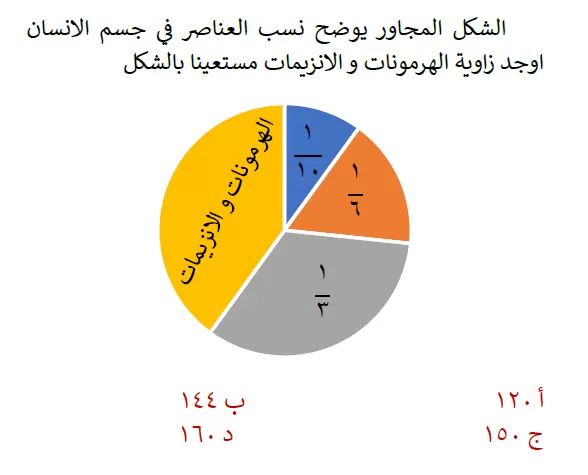 الشكل المجاور يوضح نسب العناصر في جسم الانسان
اوجد زاوية الهرمونات و الانزيمات مستعينا بالشكل
١
١٠
١
٦
١
٣
الهرمونات و الانزيمات
أ ١٢٠
ب ١٤٤
ج ١٥٠
د ١٦٠